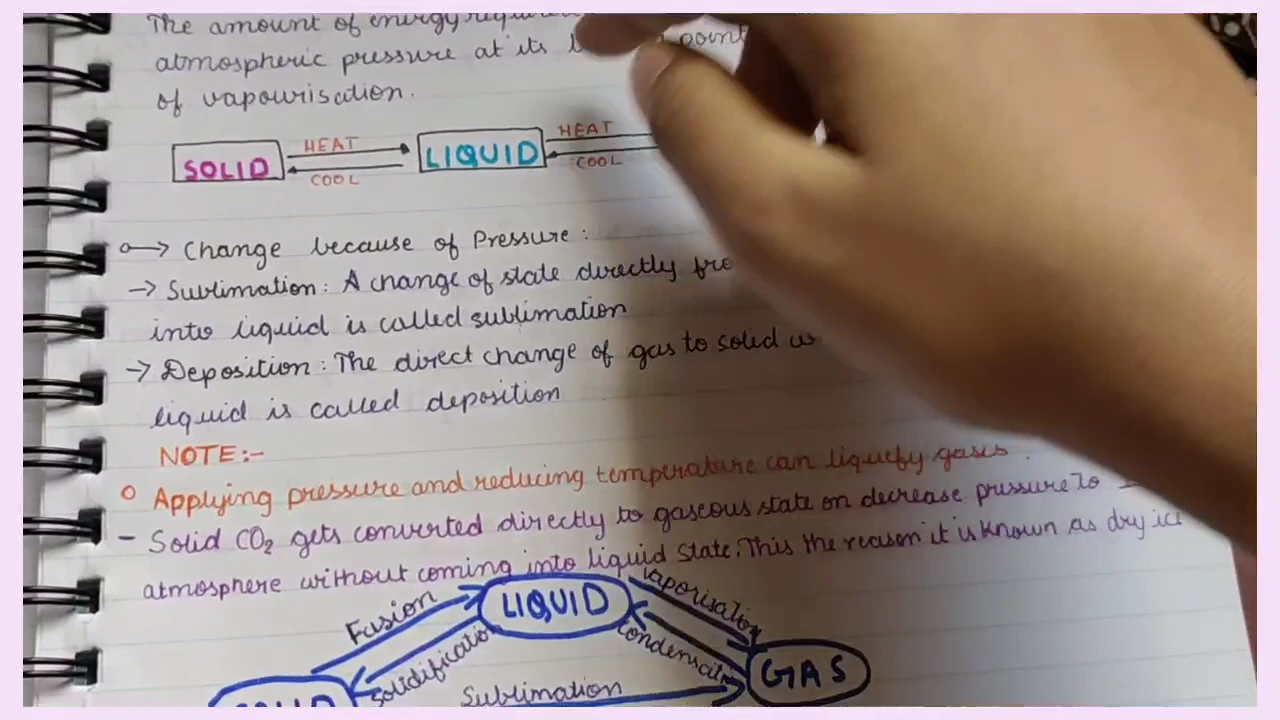 The amount of energy
atmospheric pressure at its point
of vapourisation.
HEAT HEAT
SOLID LIQUID
COOL COOL
Change because of Pressure:
→ Sublimation: A change of state directly
into liquid is called sublimation
→ Deposition: The direct change of gas to solid
liquid is called deposition
NOTE:-
Applying pressure and reducing temperature can liquefy gases.
- Solid CO₂ gets converted directly to gaseous state on decrease pressure to
atmosphere without coming into liquid state. This the reason it is known as dry ice
Fusion LIQUID vaporisation
solidification GAS
Sublimation